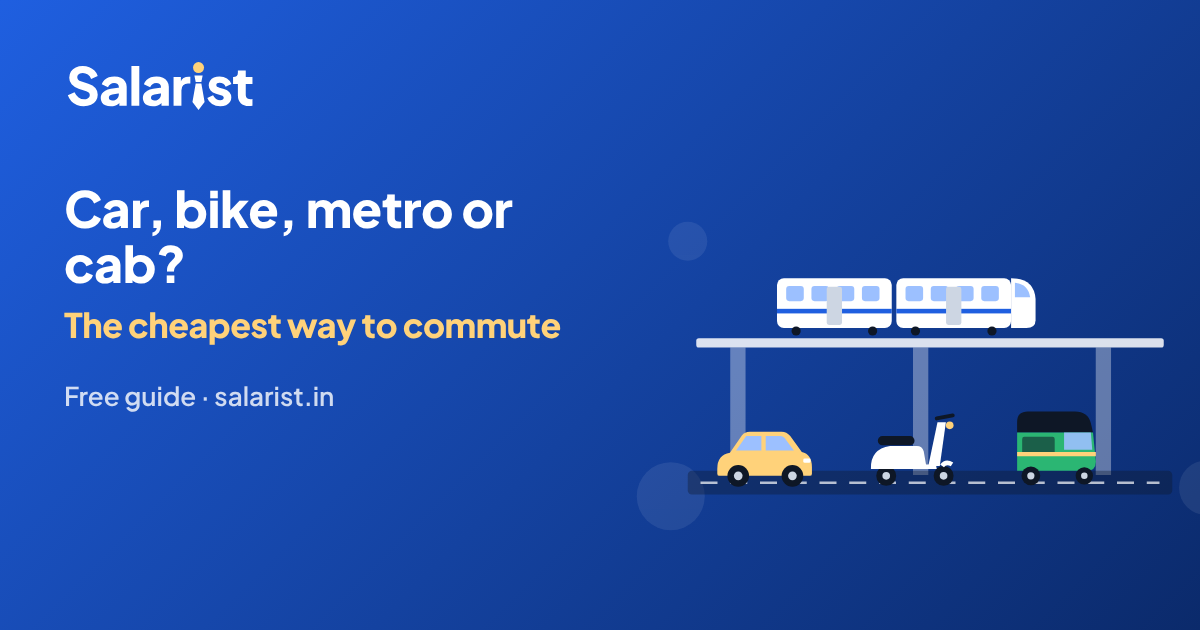 Salarist
Car, bike, metro or
cab?
The cheapest way to commute
Free guide · salarist.in